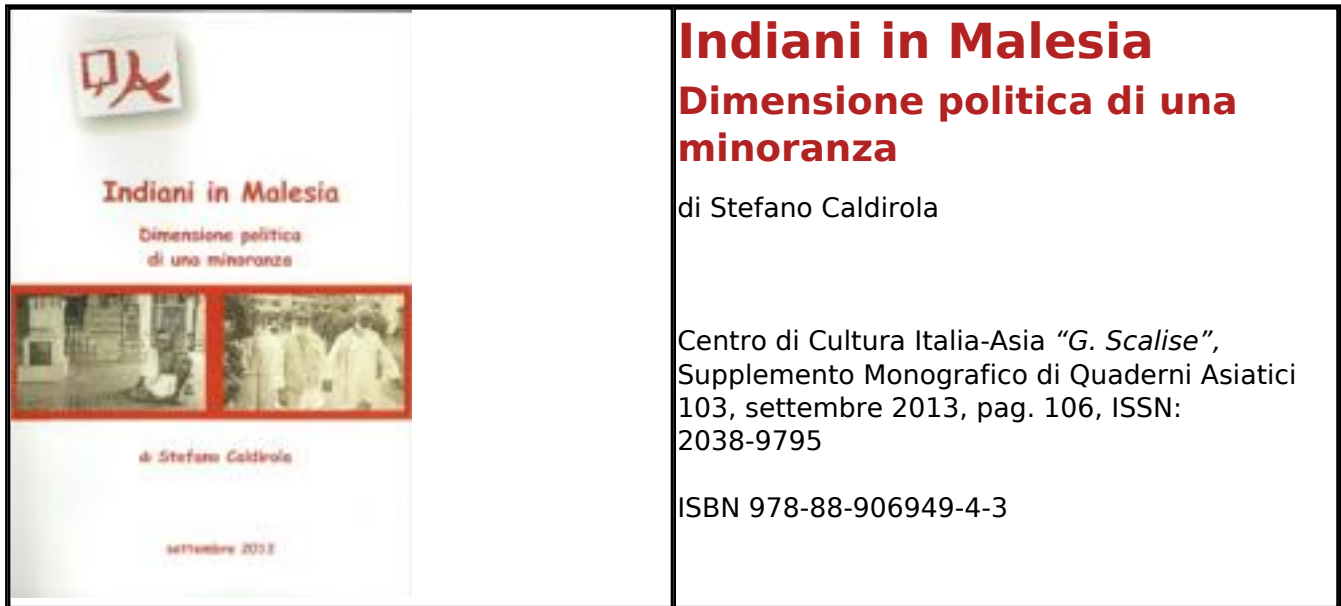 QA
Indiani in Malesia
Dimensione politica
di una minoranza
di Stefano Caldirola
settembre 2013
Indiani in Malesia
Dimensione politica di una
minoranza
di Stefano Caldirola
Centro di Cultura Italia-Asia “G. Scalise”,
Supplemento Monografico di Quaderni Asiatici
103, settembre 2013, pag. 106, ISSN:
2038-9795
ISBN 978-88-906949-4-3